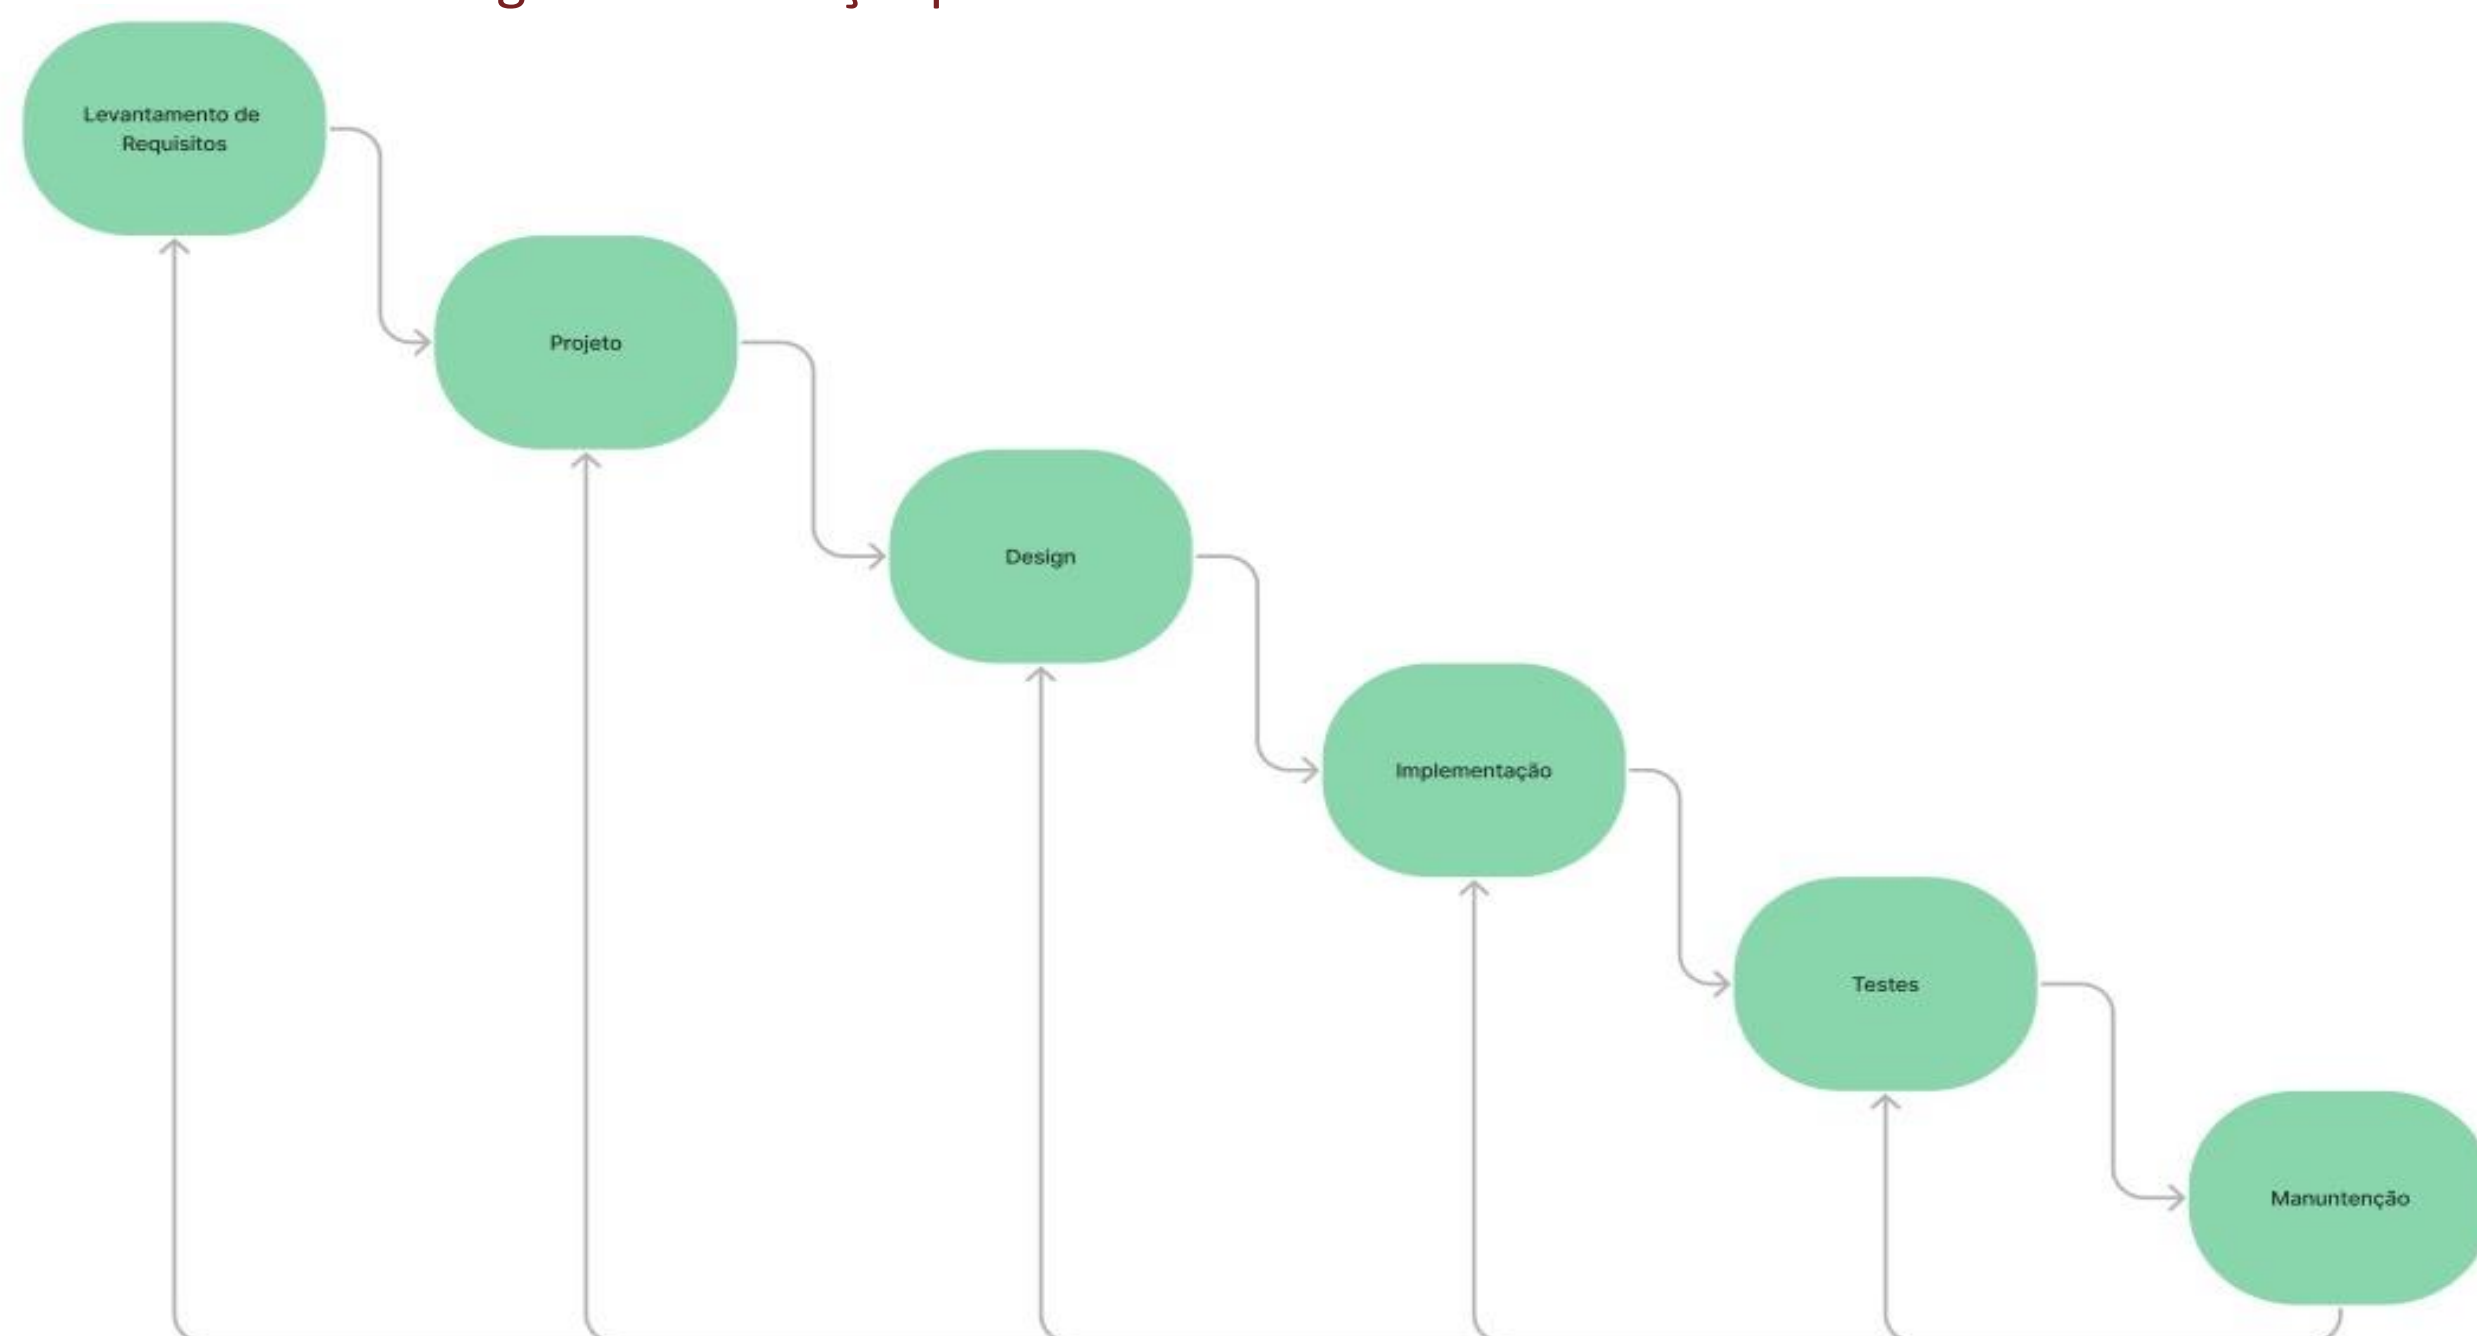 Levantamento de
Requisitos
Projeto
Design
Implementação
Testes
Manuntenção